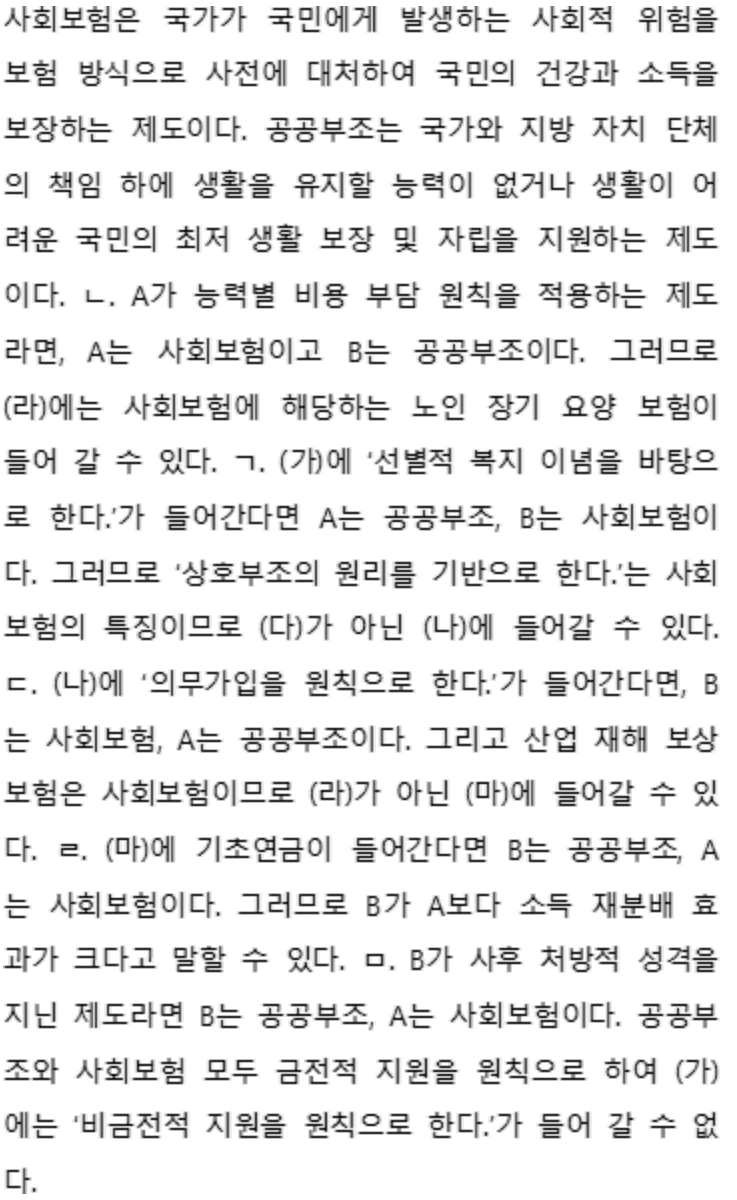 사회보험은 국가가 국민에게 발생하는 사회적 위험을
보험 방식으로 사전에 대처하여 국민의 건강과 소득을
보장하는 제도이다. 공공부조는 국가와 지방 자치 단체
의 책임 하에 생활을 유지할 능력이 없거나 생활이 어
려운 국민의 최저 생활 보장 및 자립을 지원하는 제도
이다. ㄴ. A가 능력별 비용 부담 원칙을 적용하는 제도
라면, A는 사회보험이고 B는 공공부조이다. 그러므로
(라)에는 사회보험에 해당하는 노인 장기 요양 보험이
들어 갈 수 있다. ㄱ. (가)에 ‘선별적 복지 이념을 바탕으
로 한다.’가 들어간다면 A는 공공부조, B는 사회보험이
다. 그러므로 ‘상호부조의 원리를 기반으로 한다.’는 사회
보험의 특징이므로 (다)가 아닌 (나)에 들어갈 수 있다.
ㄷ. (나)에 ‘의무가입을 원칙으로 한다.’가 들어간다면, B
는 사회보험, A는 공공부조이다. 그리고 산업 재해 보상
보험은 사회보험이므로 (라)가 아닌 (마)에 들어갈 수 있
다. ㄹ. (마)에 기초연금이 들어간다면 B는 공공부조, A
는 사회보험이다. 그러므로 B가 A보다 소득 재분배 효
과가 크다고 말할 수 있다. ㅁ. B가 사후 처방적 성격을
지닌 제도라면 B는 공공부조, A는 사회보험이다. 공공부
조와 사회보험 모두 금전적 지원을 원칙으로 하여 (가)
에는 ‘비금전적 지원을 원칙으로 한다.’가 들어 갈 수 없
다.